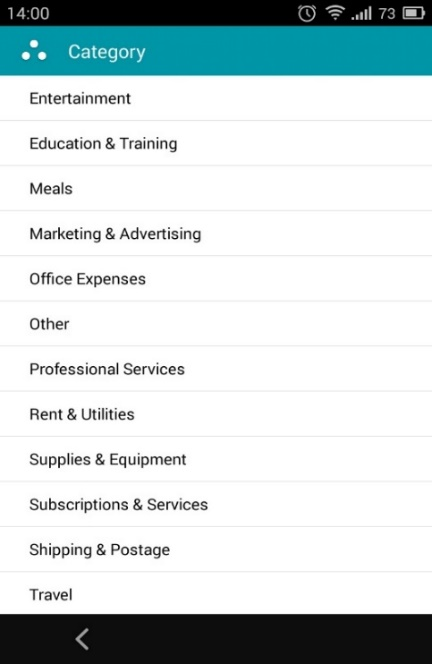 14:00
73
Category
Entertainment
Education & Training
Meals
Marketing & Advertising
Office Expenses
Other
Professional Services
Rent & Utilities
Supplies & Equipment
Subscriptions & Services
Shipping & Postage
Travel